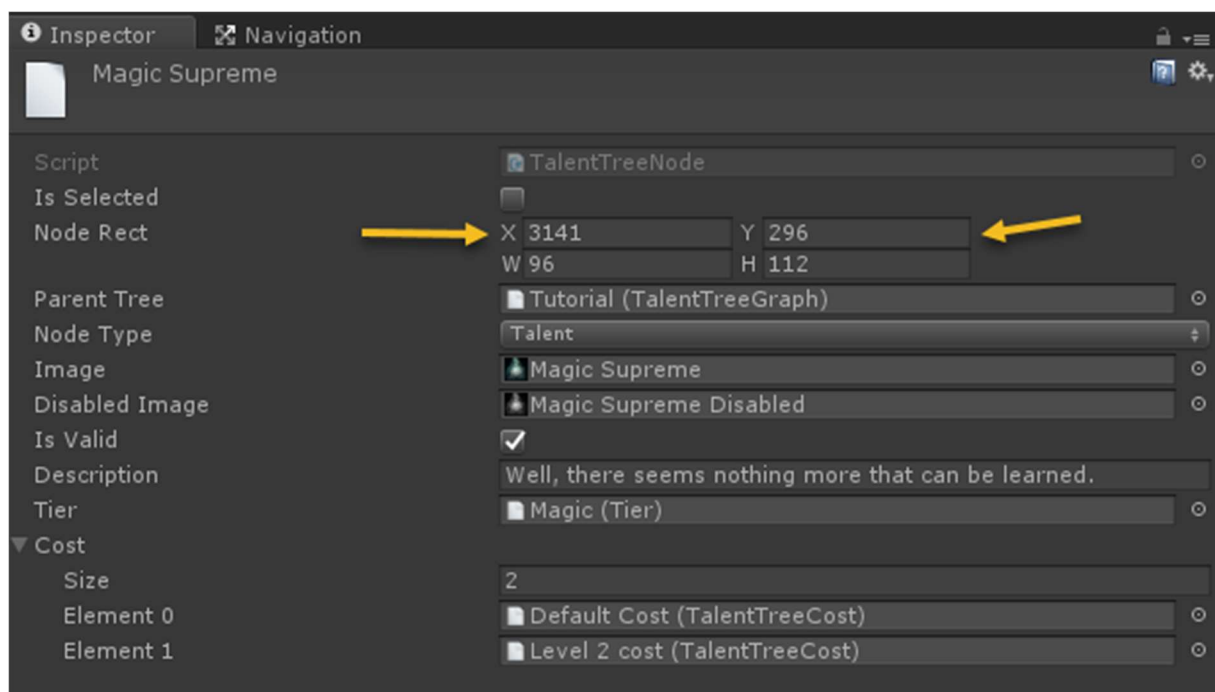 Inspector Navigation
Magic Supreme
Script TalentTreeNode
Is Selected
Node Rect X 3141 Y 296
W 96 H 112
Parent Tree Tutorial (TalentTreeGraph)
Node Type Talent
Image Magic Supreme
Disabled Image Magic Supreme Disabled
Is Valid
Description Well, there seems nothing more that can be learned.
Tier Magic (Tier)
Cost
Size 2
Element 0 Default Cost (TalentTreeCost)
Element 1 Level 2 cost (TalentTreeCost)